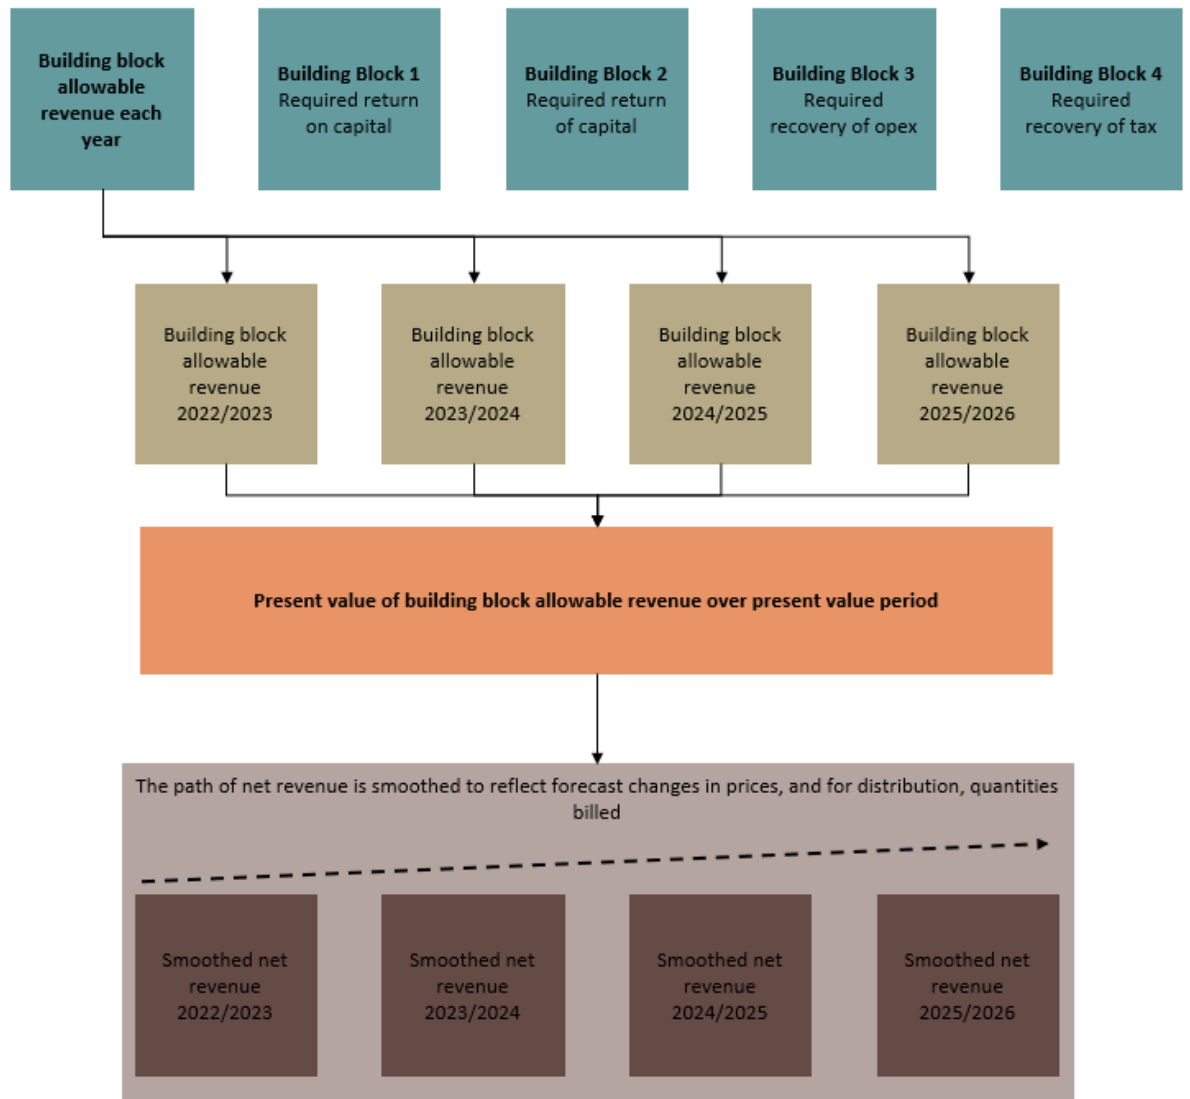 Building block
allowable
revenue each
year
Building Block 1
Required return
on capital
Building Block 2
Required return
of capital
Building Block 3
Required
recovery of opex
Building Block 4
Required
recovery of tax
Building block
allowable
revenue
2022/2023
Building block
allowable
revenue
2023/2024
Building block
allowable
revenue
2024/2025
Building block
allowable
revenue
2025/2026
Present value of building block allowable revenue over present value period
The path of net revenue is smoothed to reflect forecast changes in prices, and for distribution, quantities
billed
Smoothed net
revenue
2022/2023
Smoothed net
revenue
2023/2024
Smoothed net
revenue
2024/2025
Smoothed net
revenue
2025/2026